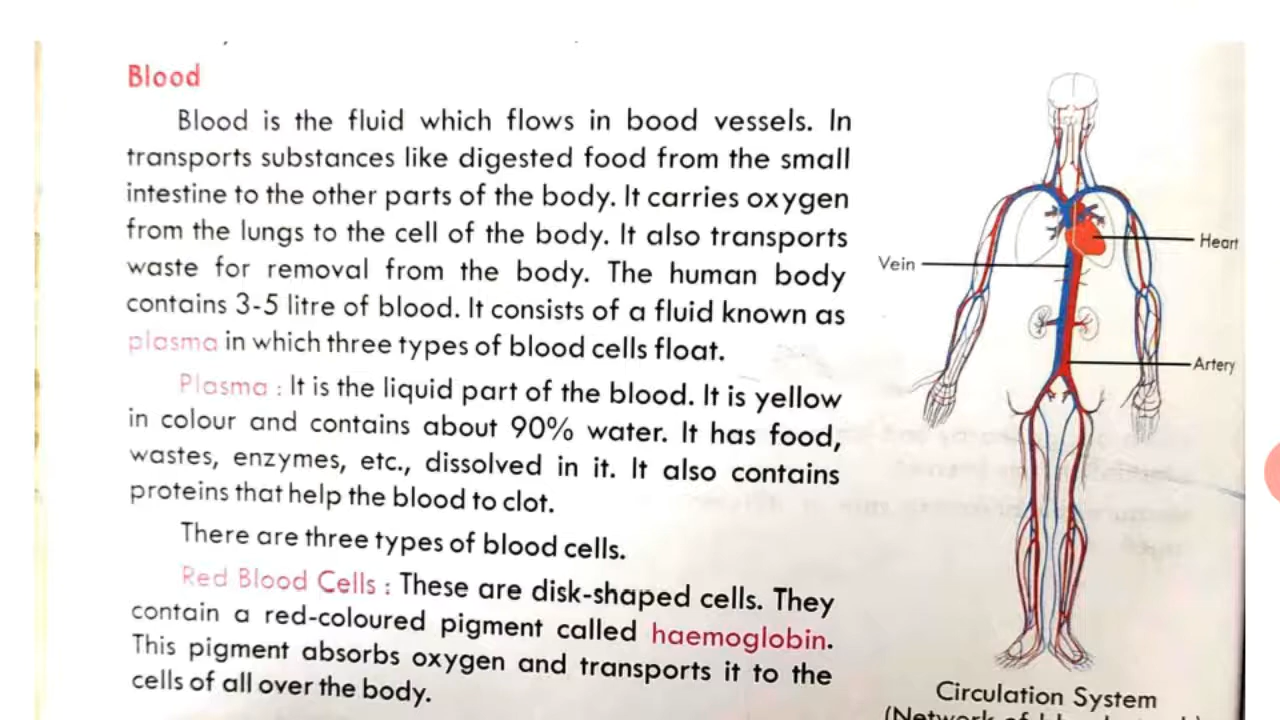 Blood
Blood is the fluid which flows in bood vessels. In
transports substances like digested food from the small
intestine to the other parts of the body. It carries oxygen
from the lungs to the cell of the body. It also transports
waste for removal from the body. The human body
contains 3-5 litre of blood. It consists of a fluid known as
plasma in which three types of blood cells float.
Plasma : It is the liquid part of the blood. It is yellow
in colour and contains about 90% water. It has food,
wastes, enzymes, etc., dissolved in it. It also contains
proteins that help the blood to clot.
There are three types of blood cells.
Red Blood Cells : These are disk-shaped cells. They
contain a red-coloured pigment called haemoglobin.
This pigment absorbs oxygen and transports it to the
cells of all over the body.
Heart
Vein
Artery
Circulation System
(Network of